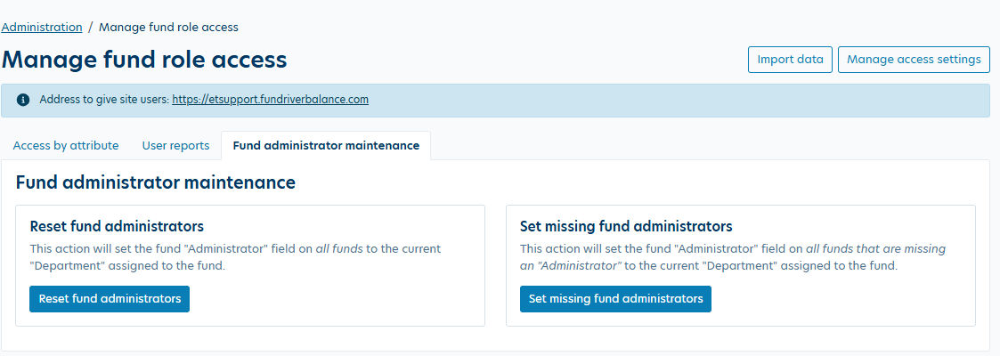 Administration / Manage fund role access
Manage fund role access
Import data
Manage access settings
Address to give site users: https://etsupport.fundriverbalance.com
Access by attribute
User reports
Fund administrator maintenance
Fund administrator maintenance
Reset fund administrators
This action will set the fund "Administrator" field on all funds to the current
"Department" assigned to the fund.
Reset fund administrators
Set missing fund administrators
This action will set the fund "Administrator" field on all funds that are missing
an "Administrator" to the current "Department" assigned to the fund.
Set missing fund administrators